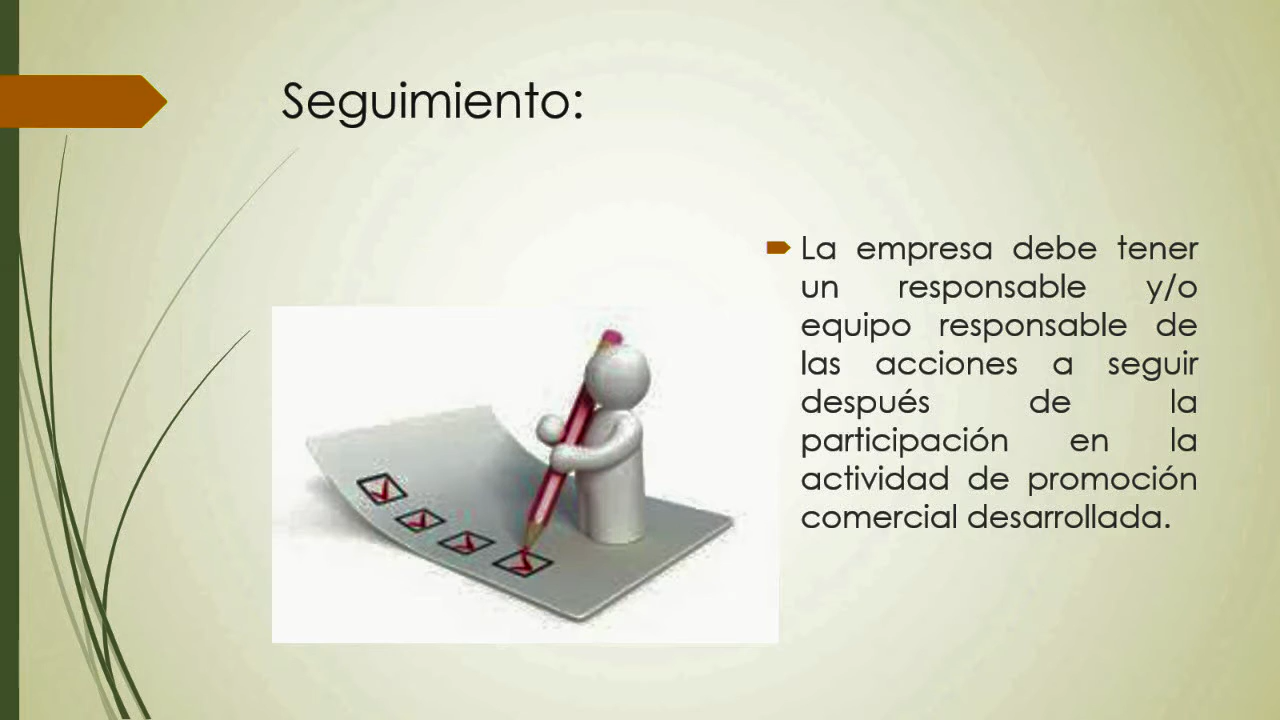 Seguimiento:
La empresa debe tener
un responsable y/o
equipo responsable de
las acciones a seguir
después de la
participación en la
actividad de promoción
comercial desarrollada.